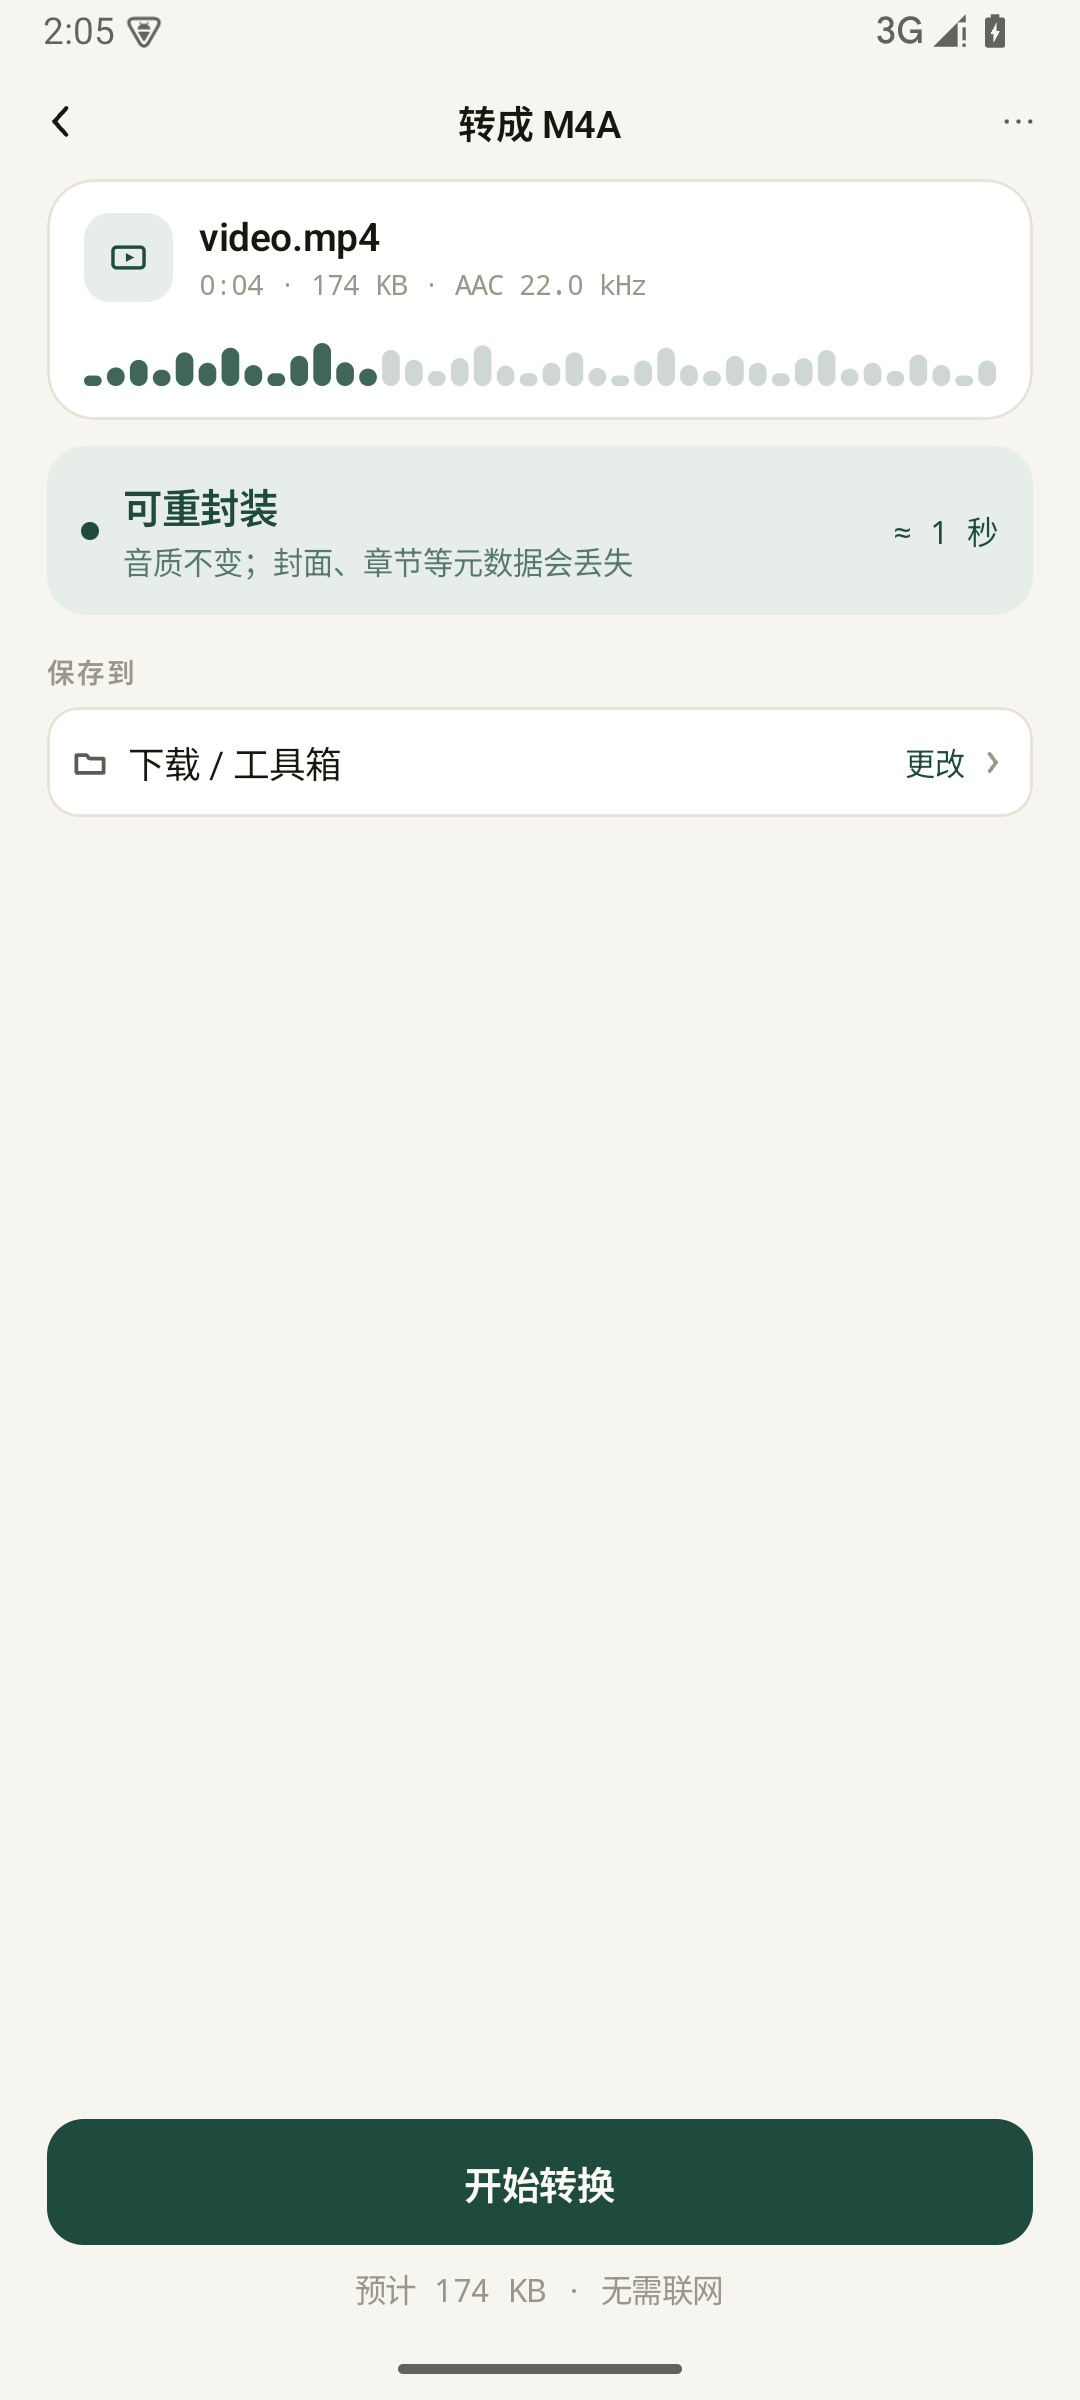 2:05
3G
转成 M4A
video.mp4
0:04 · 174 KB · AAC 22.0 kHz
可重封装
音质不变；封面、章节等元数据会丢失
≈ 1 秒
保存到
下载 / 工具箱
更改
开始转换
预计 174 KB · 无需联网